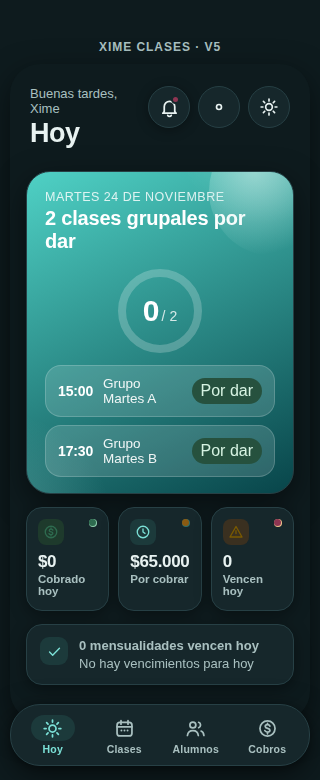 XIME CLASES · V5
Buenas tardes,
Xime
Hoy
MARTES 24 DE NOVIEMBRE
2 clases grupales por
dar
0 / 2
15:00 Grupo
Martes A
Por dar
17:30 Grupo
Martes B
Por dar
$0
Cobrado
hoy
$65.000
Por cobrar
0
Vencen
hoy
0 mensualidades vencen hoy
No hay vencimientos para hoy
Hoy
Clases
Alumnos
Cobros